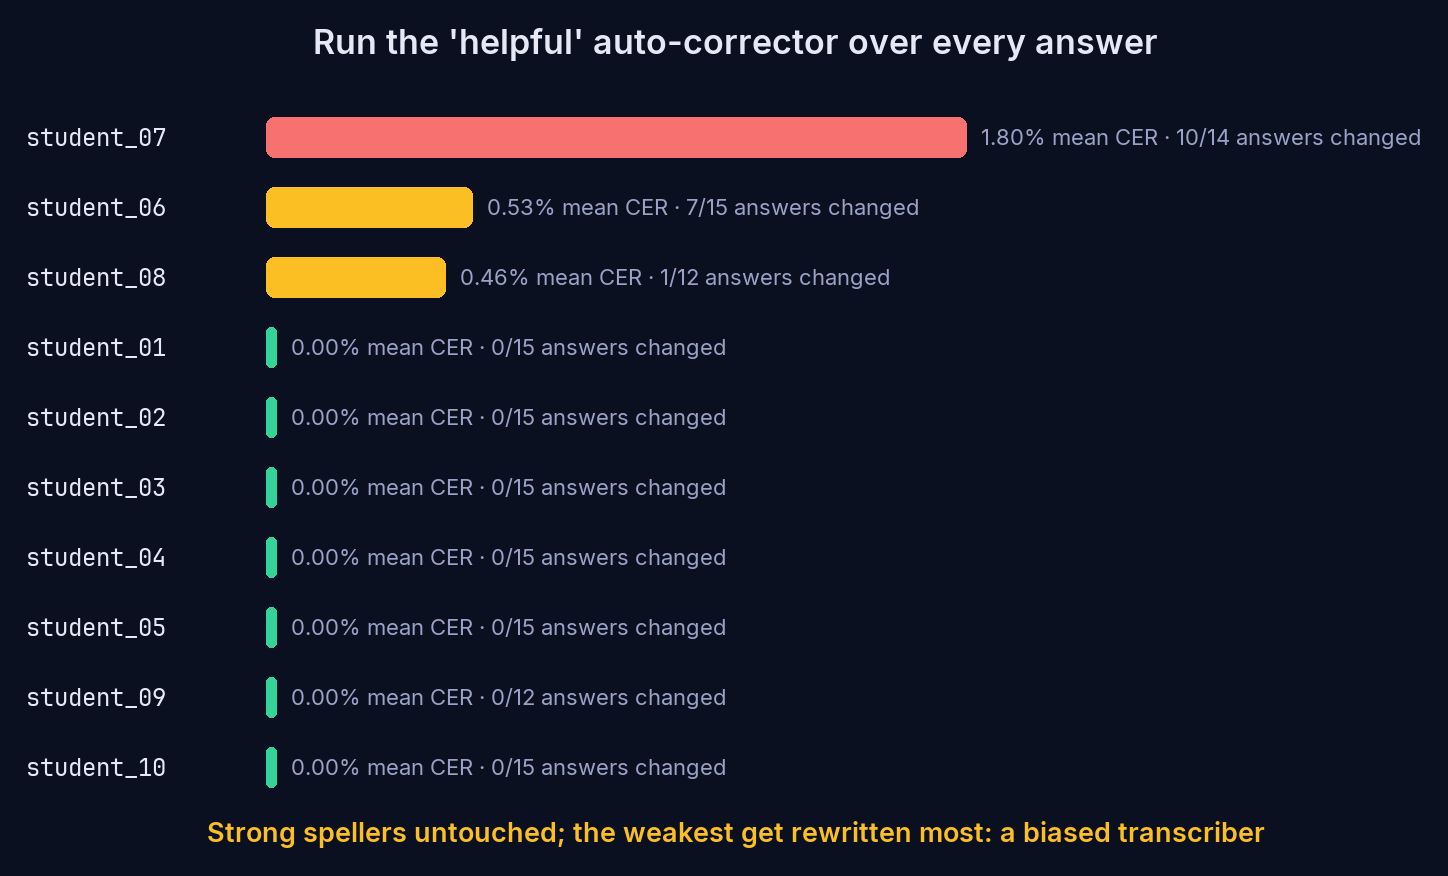 Run the 'helpful' auto-corrector over every answer
student_07 1.80% mean CER · 10/14 answers changed
student_06 0.53% mean CER · 7/15 answers changed
student_08 0.46% mean CER · 1/12 answers changed
student_01 0.00% mean CER · 0/15 answers changed
student_02 0.00% mean CER · 0/15 answers changed
student_03 0.00% mean CER · 0/15 answers changed
student_04 0.00% mean CER · 0/15 answers changed
student_05 0.00% mean CER · 0/15 answers changed
student_09 0.00% mean CER · 0/12 answers changed
student_10 0.00% mean CER · 0/15 answers changed
Strong spellers untouched; the weakest get rewritten most: a biased transcriber